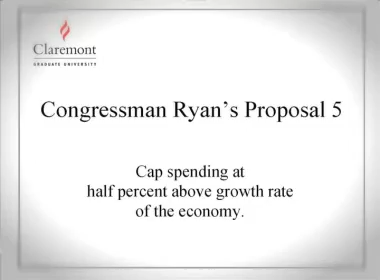 Claremont
GRADUATE UNIVERSITY
Congressman Ryan's Proposal 5
Cap spending at
half percent above growth rate
of the economy.